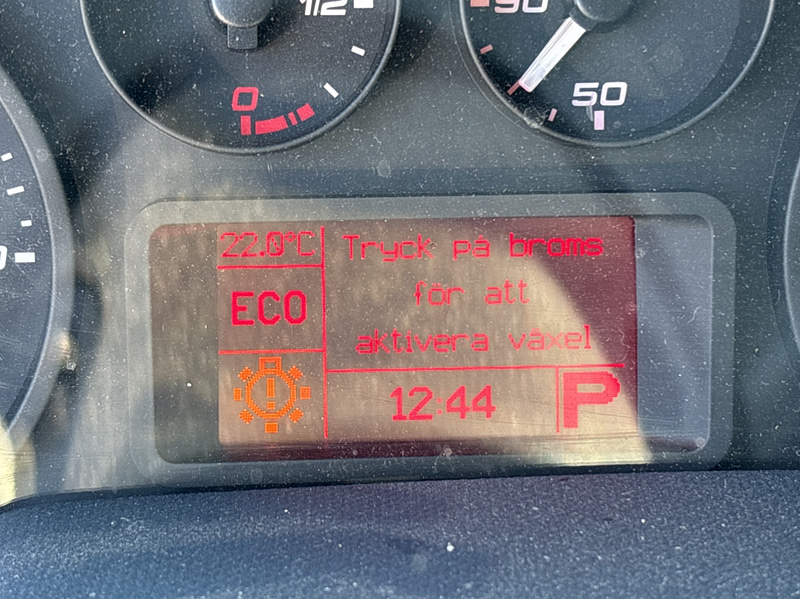 1/2
90
0
50
22.0°C
Tryck på broms
för att
aktivera växel
ECO
12:44
P